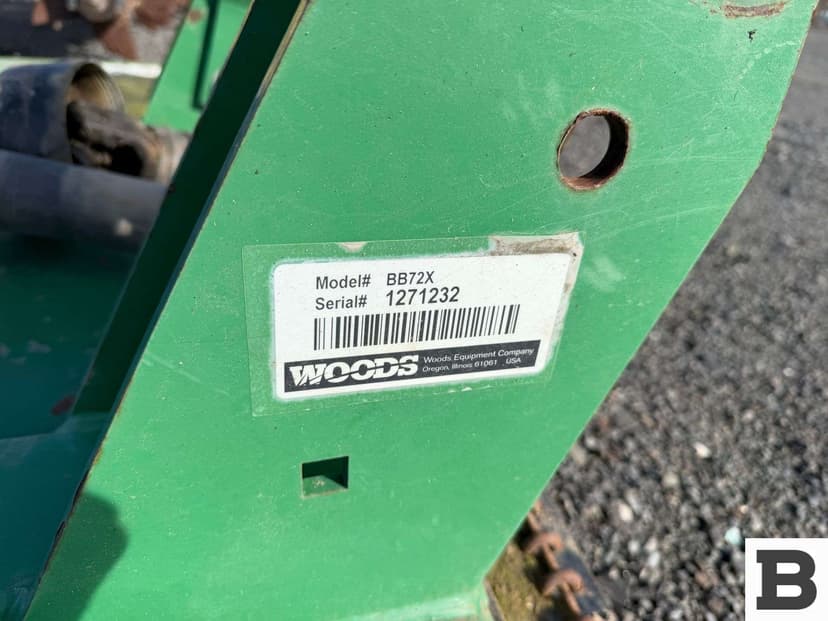 Model# BB72X
Serial# 1271232
WOODS
Woods Equipment Company
Oregon, Illinois 61061 USA
B